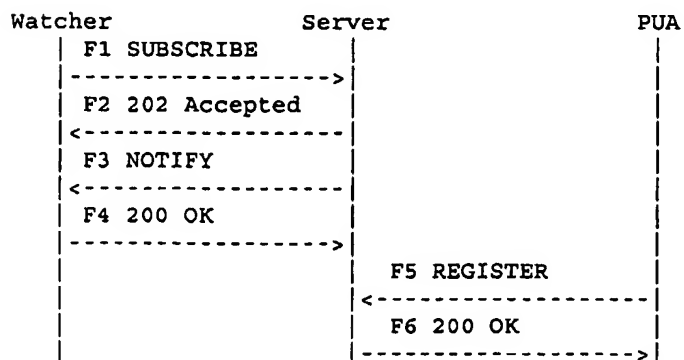 Watcher Server PUA
F1 SUBSCRIBE
F2 202 Accepted
F3 NOTIFY
F4 200 OK
F5 REGISTER
F6 200 OK